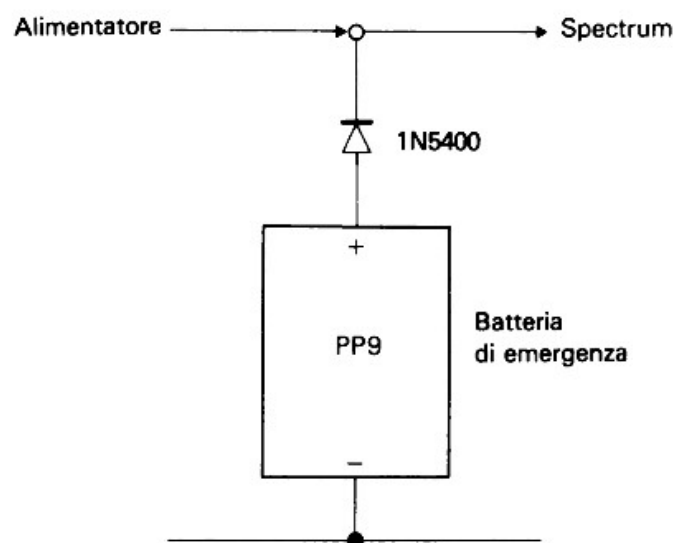 Alimentatore
Spectrum
1N5400
+
PP9
Batteria
di emergenza
−